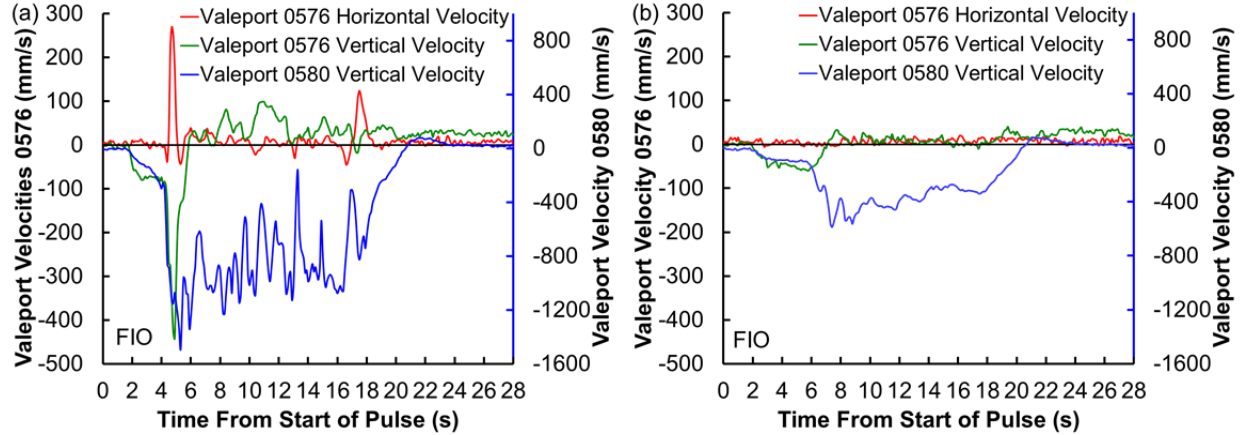 (a)
Valeport Velocities 0576 (mm/s)
300
200
100
0
-100
-200
-300
-400
-500
Valeport 0576 Horizontal Velocity
Valeport 0576 Vertical Velocity
Valeport 0580 Vertical Velocity
FIO
800
400
0
-400
-800
-1200
-1600
Valeport Velocity 0580 (mm/s)
0 2 4 6 8 10 12 14 16 18 20 22 24 26 28
Time From Start of Pulse (s)
(b)
Valeport Velocity 0576 (mm/s)
300
200
100
0
-100
-200
-300
-400
-500
Valeport 0576 Horizontal Velocity
Valeport 0576 Vertical Velocity
Valeport 0580 Vertical Velocity
FIO
800
400
0
-400
-800
-1200
-1600
Valeport Velocity 0580 (mm/s)
0 2 4 6 8 10 12 14 16 18 20 22 24 26 28
Time From Start of Pulse (s)